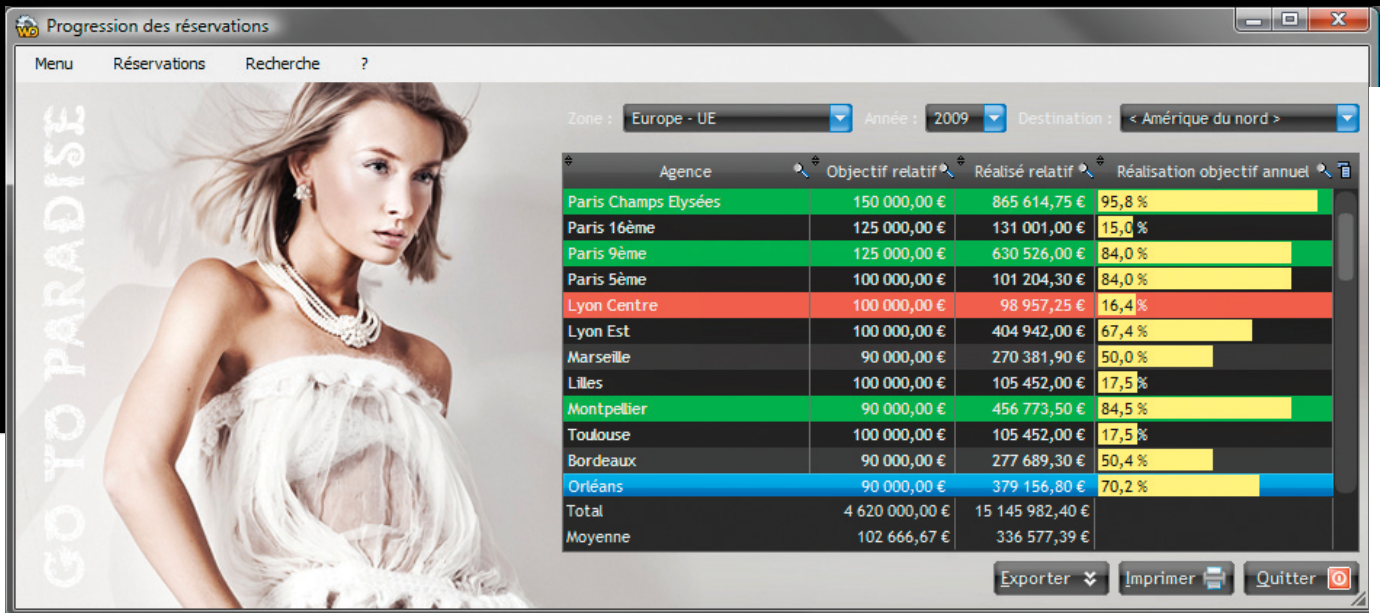 Progression des réservations
Menu Réservations Recherche ?
GO TO PARADISE
Zone : Europe - UE Année : 2009 Destination : < Amérique du nord >
Agence Objectif relatif Réalisé relatif Réalisation objectif annuel
Paris Champs Elysées 150 000,00 € 865 614,75 € 95,8 %
Paris 16ème 125 000,00 € 131 001,00 € 15,0 %
Paris 9ème 125 000,00 € 630 526,00 € 84,0 %
Paris 5ème 100 000,00 € 101 204,30 € 84,0 %
Lyon Centre 100 000,00 € 98 957,25 € 16,4 %
Lyon Est 100 000,00 € 404 942,00 € 67,4 %
Marseille 90 000,00 € 270 381,90 € 50,0 %
Lilles 100 000,00 € 105 452,00 € 17,5 %
Montpellier 90 000,00 € 456 773,50 € 84,5 %
Toulouse 100 000,00 € 105 452,00 € 17,5 %
Bordeaux 90 000,00 € 277 689,30 € 50,4 %
Orléans 90 000,00 € 379 156,80 € 70,2 %
Total 4 620 000,00 € 15 145 982,40 €
Moyenne 102 666,67 € 336 577,39 €
Exporter Imprimer Quitter